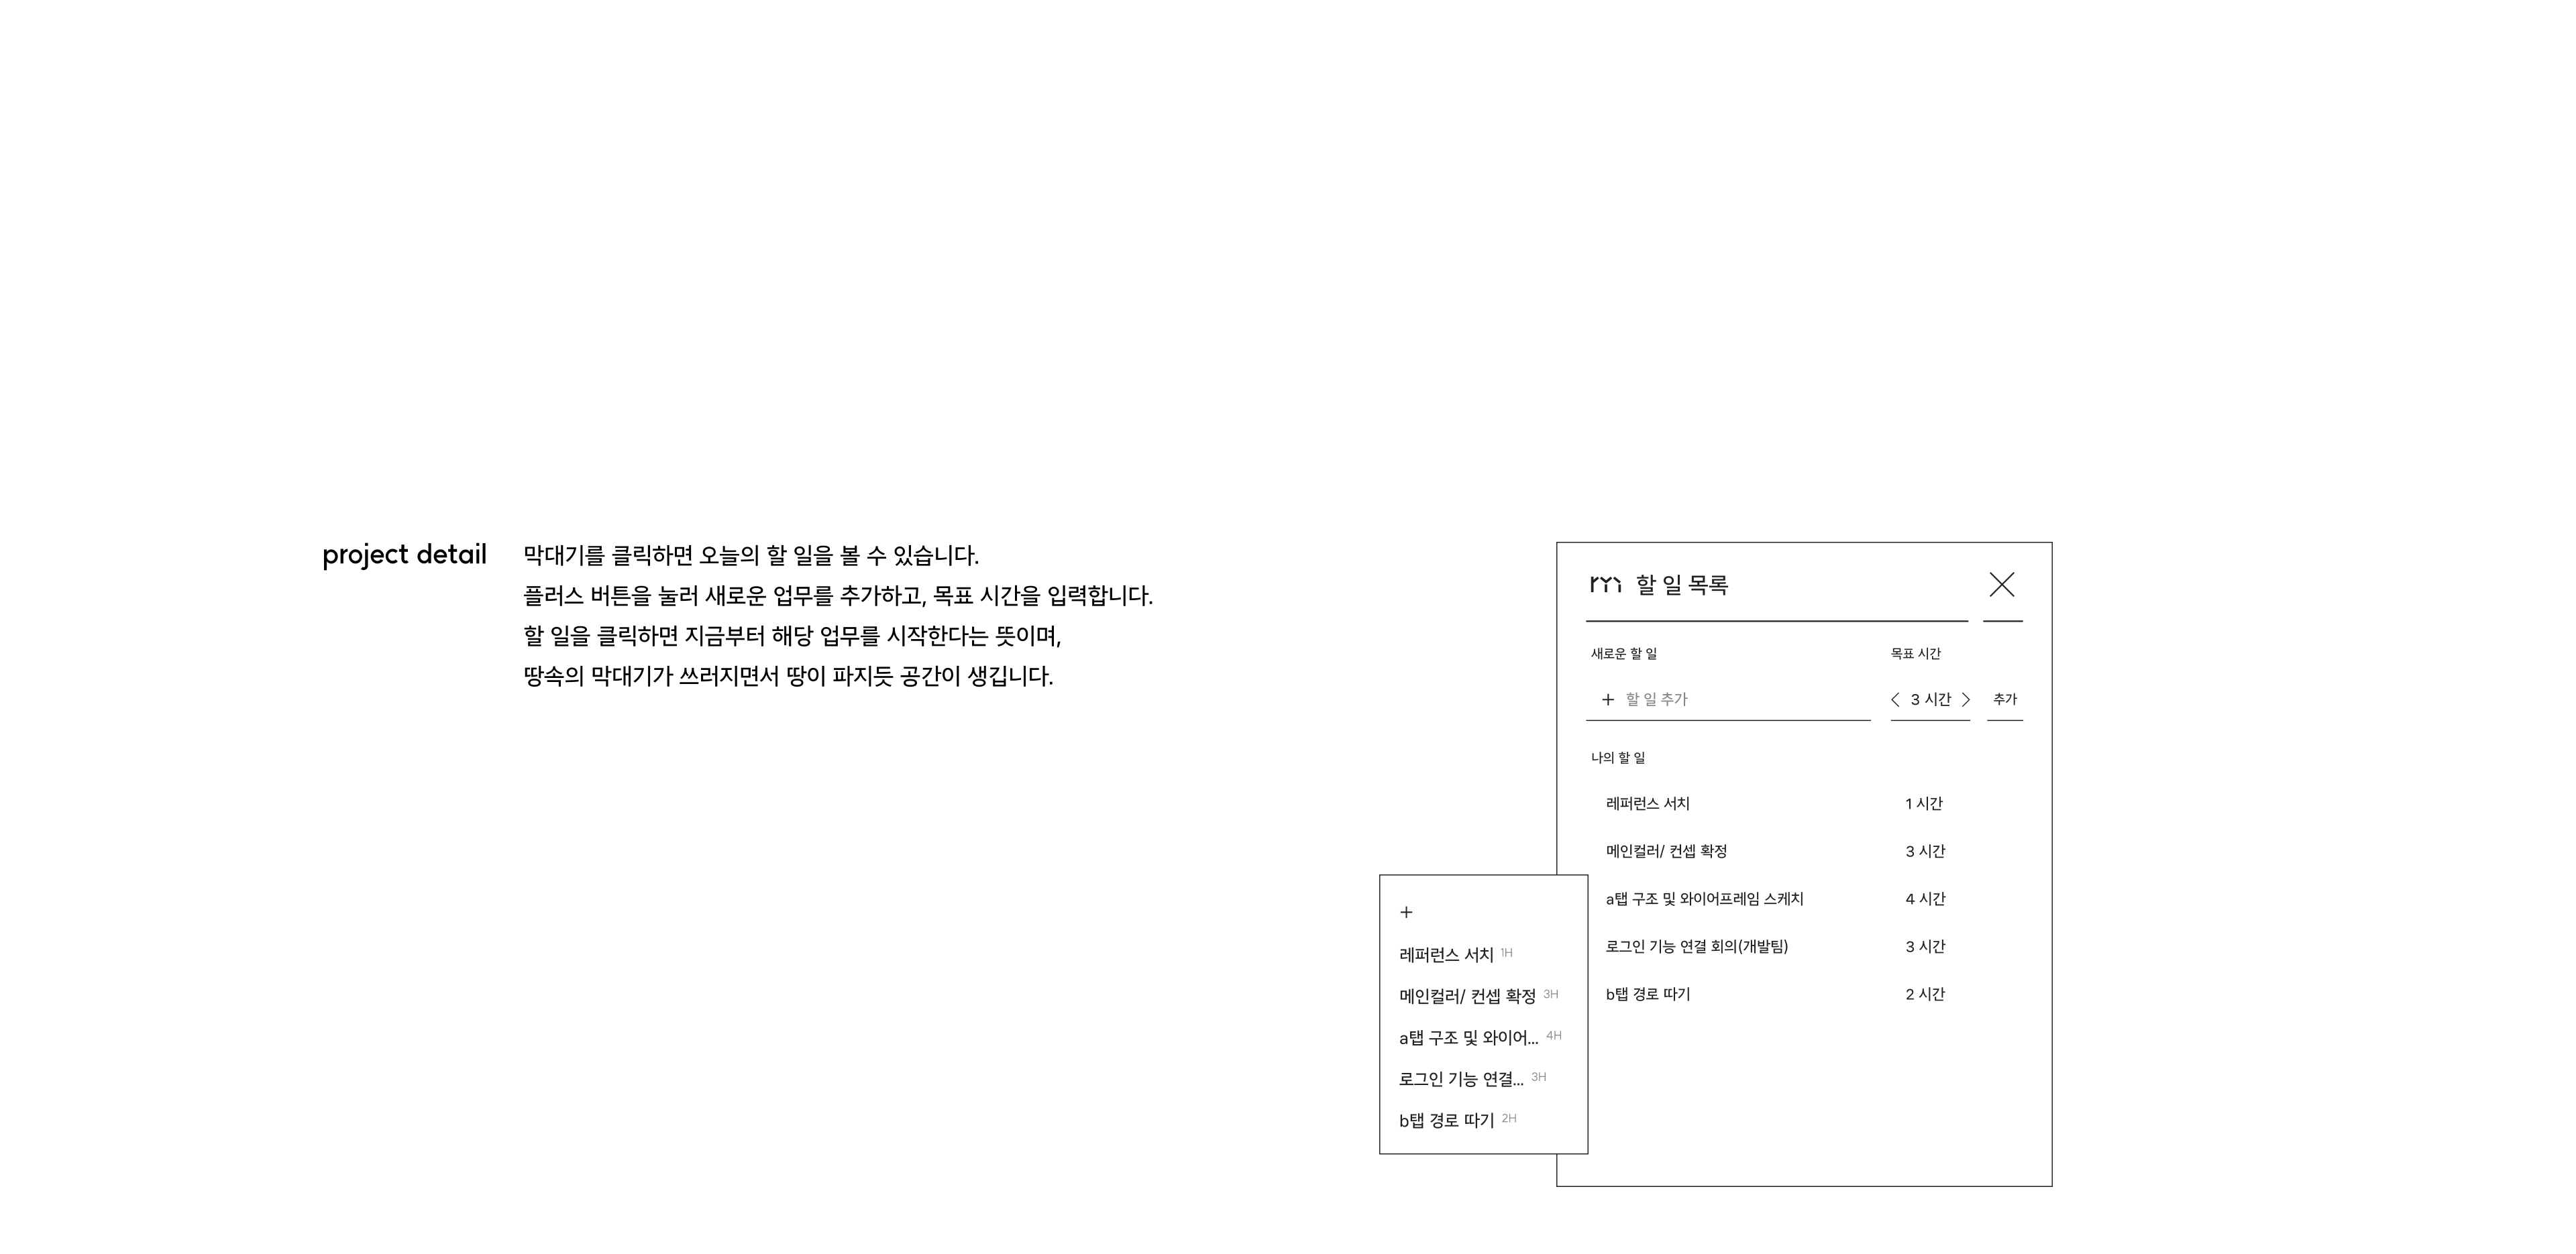 project detail
막대기를 클릭하면 오늘의 할 일을 볼 수 있습니다.
플러스 버튼을 눌러 새로운 업무를 추가하고, 목표 시간을 입력합니다.
할 일을 클릭하면 지금부터 해당 업무를 시작한다는 뜻이며,
땅속의 막대기가 쓰러지면서 땅이 파지듯 공간이 생깁니다.
할 일 목록
새로운 할 일 목표 시간
+ 할 일 추가 < 3 시간 > 추가
나의 할 일
레퍼런스 서치 1 시간
메인컬러/ 컨셉 확정 3 시간
a탭 구조 및 와이어프레임 스케치 4 시간
로그인 기능 연결 회의(개발팀) 3 시간
b탭 경로 따기 2 시간
+
레퍼런스 서치 1H
메인컬러/ 컨셉 확정 3H
a탭 구조 및 와이어... 4H
로그인 기능 연결... 3H
b탭 경로 따기 2H